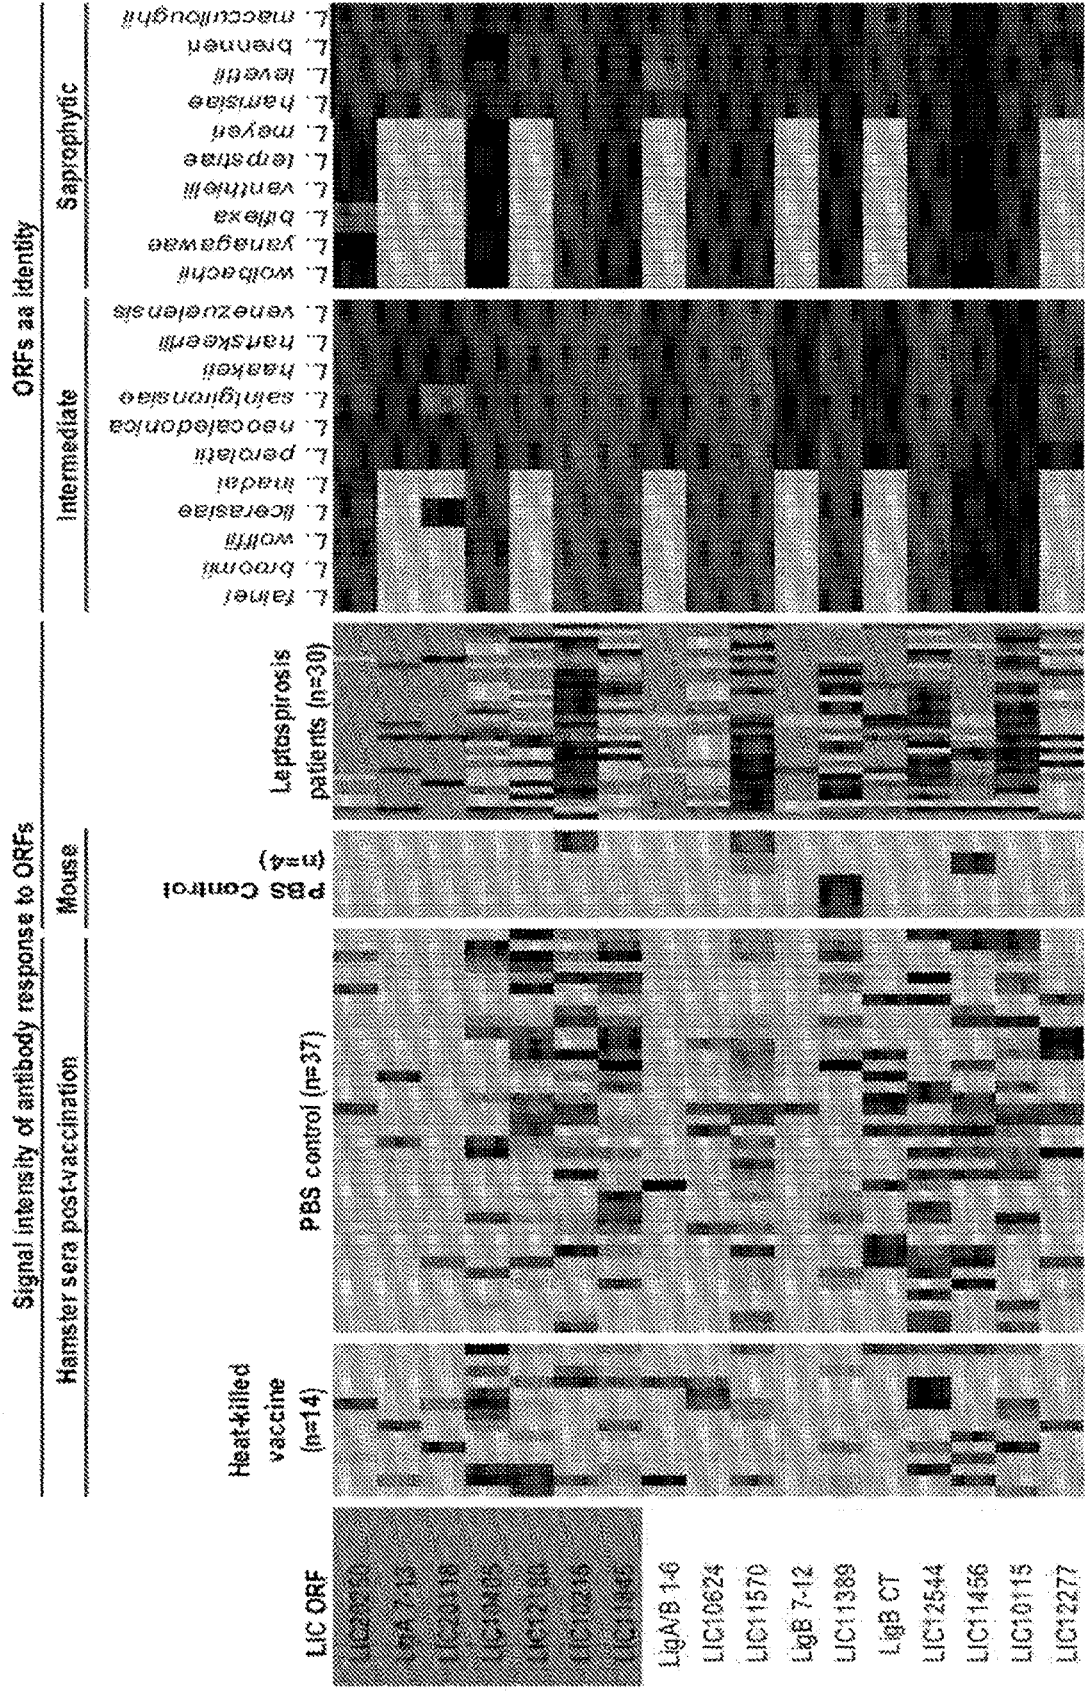 Signal intensity of antibody response to ORFs
ORFs aa identity
Hamster sera post-vaccination
Mouse
Intermediate
Saprophytic
LIC ORF
Heat-killed
vaccine
(n=14)
PBS control (n=37)
PBS Control
(n=4)
Leptospirosis
patients (n=30)
L. fainei
L. broomii
L. wolffii
L. licerasiae
L. inadai
L. perolatii
L. neocaledonica
L. saintgironsiae
L. haakeii
L. hartskeerlii
L. venezuelensis
L. wolbachii
L. yanagawae
L. biflexa
L. vanthielii
L. terpstrae
L. meyeri
L. harrisiae
L. levettii
L. brenneri
L. macculloughii
LigA 7-13
LigA/B 1-6
LIC10624
LIC11570
LigB 7-12
LIC11389
LigB CT
LIC12544
LIC11456
LIC10115
LIC12277